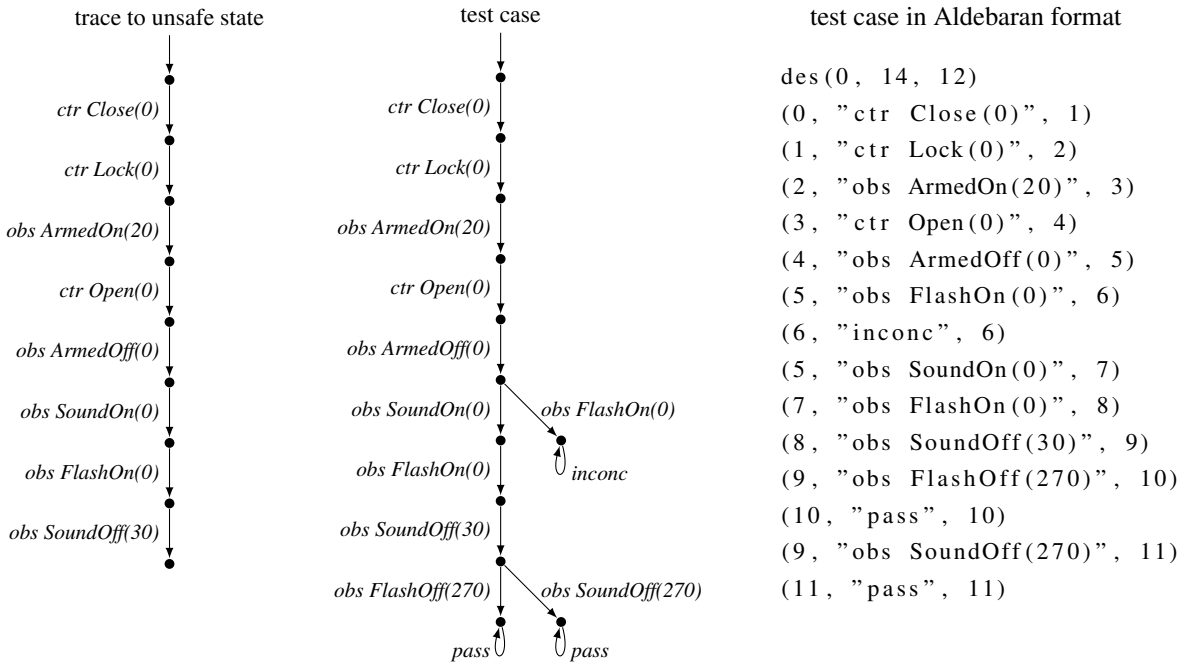 trace to unsafe state
ctr Close(0)
ctr Lock(0)
obs ArmedOn(20)
ctr Open(0)
obs ArmedOff(0)
obs SoundOn(0)
obs FlashOn(0)
obs SoundOff(30)
test case
ctr Close(0)
ctr Lock(0)
obs ArmedOn(20)
ctr Open(0)
obs ArmedOff(0)
obs SoundOn(0)
obs FlashOn(0)
obs FlashOn(0)
inconc
obs SoundOff(30)
obs FlashOff(270)
obs SoundOff(270)
pass
pass
test case in Aldebaran format
des(0, 14, 12)
(0, "ctr Close(0)", 1)
(1, "ctr Lock(0)", 2)
(2, "obs ArmedOn(20)", 3)
(3, "ctr Open(0)", 4)
(4, "obs ArmedOff(0)", 5)
(5, "obs FlashOn(0)", 6)
(6, "inconc", 6)
(5, "obs SoundOn(0)", 7)
(7, "obs FlashOn(0)", 8)
(8, "obs SoundOff(30)", 9)
(9, "obs FlashOff(270)", 10)
(10, "pass", 10)
(9, "obs SoundOff(270)", 11)
(11, "pass", 11)